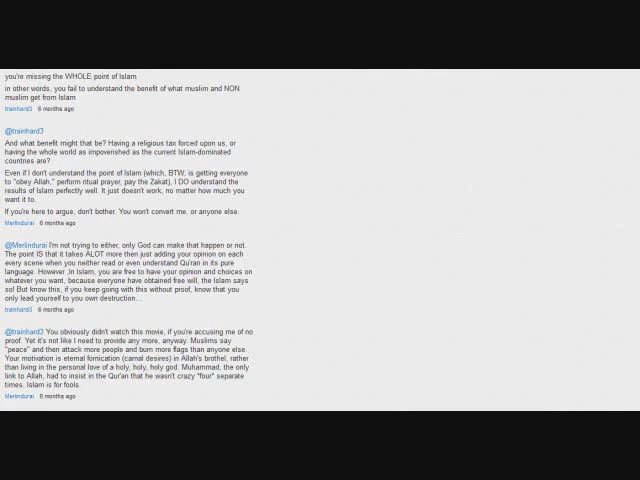 you're missing the WHOLE point of Islam
in other words, you fail to understand the benefit of what muslim and NON
muslim get from Islam
trainhard3 6 months ago
@trainhard3
And what benefit might that be? Having a religious tax forced upon us, or
having the whole world as impoverished as the current Islam-dominated
countries are?
Even if I don't understand the point of Islam (which, BTW, is getting everyone
to "obey Allah," perform ritual prayer, pay the Zakat), I DO understand the
results of Islam perfectly well. It just doesn't work, no matter how much you
want it to.
If you're here to argue, don't bother. You won't convert me, or anyone else.
Merlindurai 6 months ago
@Merlindurai I'm not trying to either, only God can make that happen or not.
The point IS that it takes ALOT more then just adding your opinion on each
every scene when you neither read or even understand Qu'ran in its pure
language. However ,In Islam, you are free to have your opinion and choices on
whatever you want, because everyone have obtained free will, the Islam says
so! But know this, if you keep going with this without proof, know that you
only lead yourself to you own destruction...
trainhard3 6 months ago
@trainhard3 You obviously didn't watch this movie, if you're accusing me of no
proof. Yet it's not like I need to provide any more, anyway. Muslims say
"peace" and then attack more people and burn more flags than anyone else.
Your motivation is eternal fornication (carnal desires) in Allah's brothel, rather
than living in the personal love of a holy, holy, holy god. Muhammad, the only
link to Allah, had to insist in the Qur'an that he wasn't crazy "four" separate
times. Islam is for fools.
Merlindurai 6 months ago